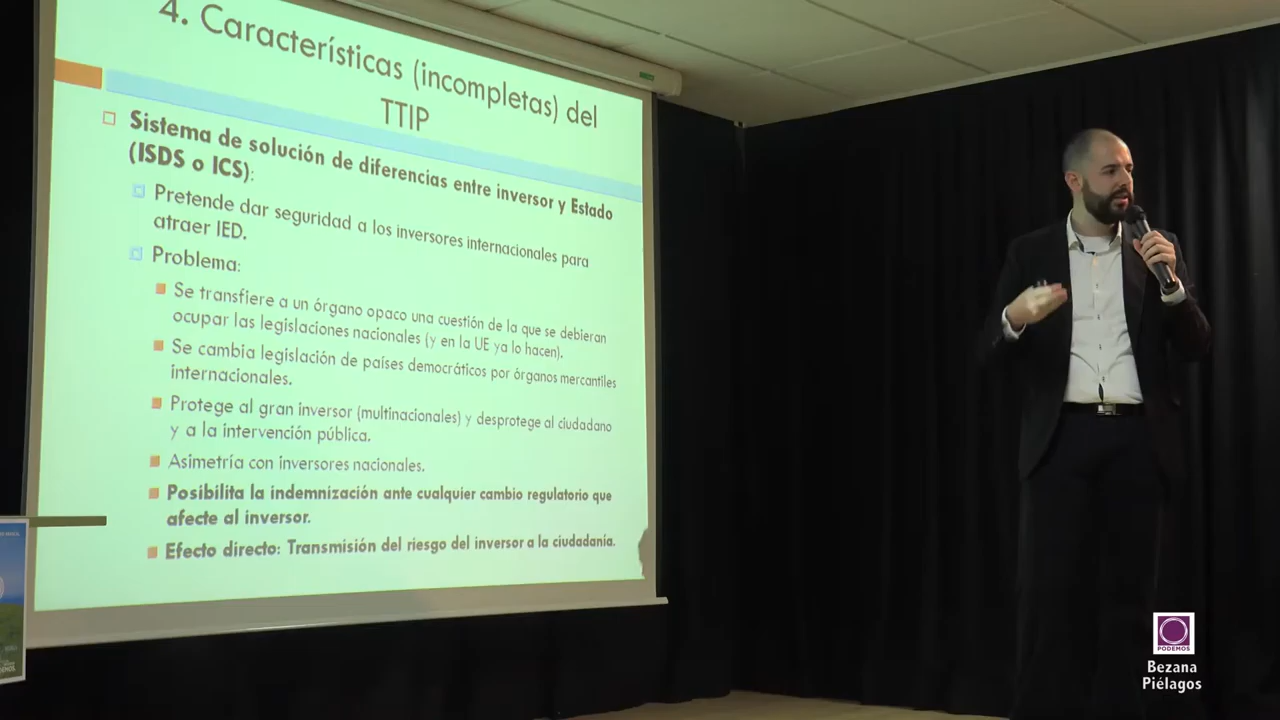 4. Características (incompletas) del
TTIP
Sistema de solución de diferencias entre inversor y Estado
(ISDS o ICS):
Pretende dar seguridad a los inversores internacionales para
atraer IED.
Problema:
Se transfiere a un órgano opaco una cuestión de la que se debieran
ocupar las legislaciones nacionales (y en la UE ya lo hacen).
Se cambia legislación de países democráticos por órganos mercantiles
internacionales.
Protege al gran inversor (multinacionales) y desprotege al ciudadano
y a la intervención pública.
Asimetría con inversores nacionales.
Posibilita la indemnización ante cualquier cambio regulatorio que
afecte al inversor.
Efecto directo: Transmisión del riesgo del inversor a la ciudadanía.
PODEMOS
Bezana
Piélagos